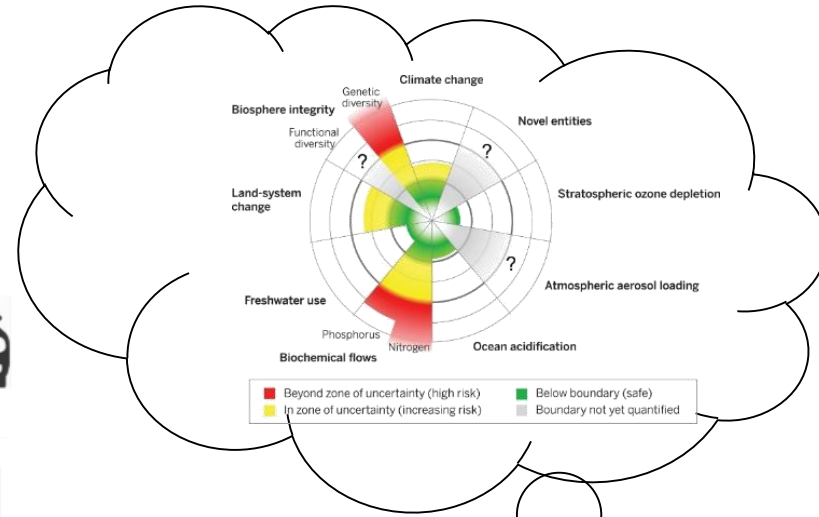 Climate change
Genetic
diversity
Biosphere integrity
Novel entities
Functional
diversity
?
?
Land-system
change
Stratospheric ozone depletion
?
Atmospheric aerosol loading
Freshwater use
Phosphorus
Nitrogen
Ocean acidification
Biochemical flows
Beyond zone of uncertainty (high risk)
Below boundary (safe)
In zone of uncertainty (increasing risk)
Boundary not yet quantified